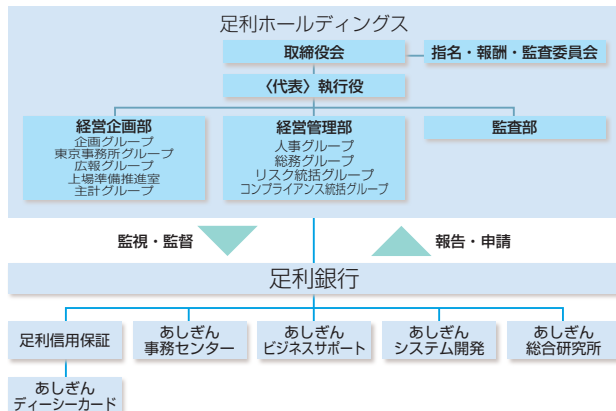 足利ホールディングス
取締役会
指名・報酬・監査委員会
〈代表〉執行役
経営企画部
企画グループ
東京事務所グループ
広報グループ
上場準備推進室
主計グループ
経営管理部
人事グループ
総務グループ
リスク統括グループ
コンプライアンス統括グループ
監査部
監視・監督
報告・申請
足利銀行
足利信用保証
あしぎん
事務センター
あしぎん
ビジネスサポート
あしぎん
システム開発
あしぎん
総合研究所
あしぎん
ディーシーカード